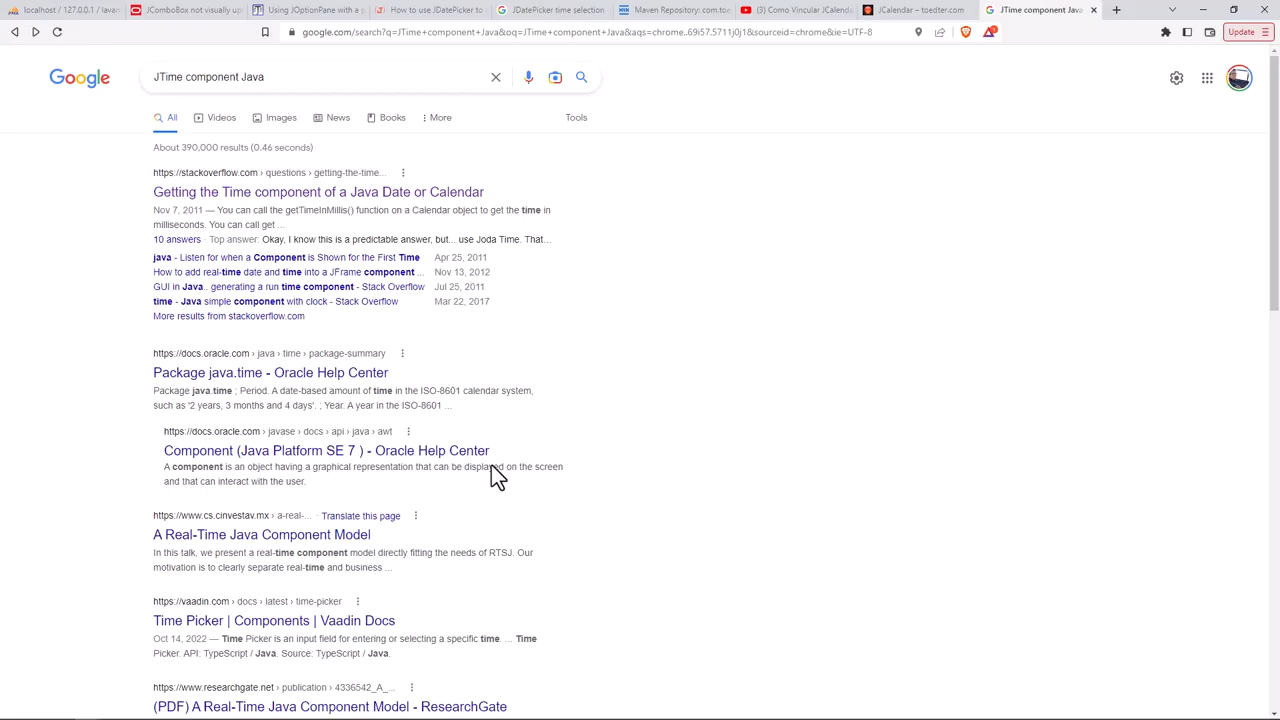 localhost / 127.0.0.1 / lavan
JComboBox not visually up
Using JOptionPane with a
How to use JDatePicker to
JDatePicker time selection
Maven Repository: com.toe
(3) Como Vincular JCalenda
JCalendar – toedter.com
JTime component Java
google.com/search?q=JTime+component+Java&oq=JTime+component+Java&aqs=chrome..69i57.5711j0j1&sourceid=chrome&ie=UTF-8
Update
Google
JTime component Java
All
Videos
Images
News
Books
More
Tools
About 390,000 results (0.46 seconds)
https://stackoverflow.com › questions › getting-the-time...
Getting the Time component of a Java Date or Calendar
Nov 7, 2011 — You can call the getTimeInMillis() function on a Calendar object to get the time in
milliseconds. You can call get ...
10 answers · Top answer: Okay, I know this is a predictable answer, but... use Joda Time. That...
java - Listen for when a Component is Shown for the First Time Apr 25, 2011
How to add real-time date and time into a JFrame component ... Nov 13, 2012
GUI in Java.. generating a run time component - Stack Overflow Jul 25, 2011
time - Java simple component with clock - Stack Overflow Mar 22, 2017
More results from stackoverflow.com
https://docs.oracle.com › java › time › package-summary
Package java.time - Oracle Help Center
Package java.time ; Period. A date-based amount of time in the ISO-8601 calendar system,
such as '2 years, 3 months and 4 days'. ; Year. A year in the ISO-8601 ...
https://docs.oracle.com › javase › docs › api › java › awt
Component (Java Platform SE 7 ) - Oracle Help Center
A component is an object having a graphical representation that can be displayed on the screen
and that can interact with the user.
https://www.cs.cinvestav.mx › a-real-... · Translate this page
A Real-Time Java Component Model
In this talk, we present a real-time component model directly fitting the needs of RTSJ. Our
motivation is to clearly separate real-time and business ...
https://vaadin.com › docs › latest › time-picker
Time Picker | Components | Vaadin Docs
Oct 14, 2022 — Time Picker is an input field for entering or selecting a specific time. ... Time
Picker. API: TypeScript / Java. Source: TypeScript / Java.
https://www.researchgate.net › publication › 4336542_A_...
(PDF) A Real-Time Java Component Model - ResearchGate